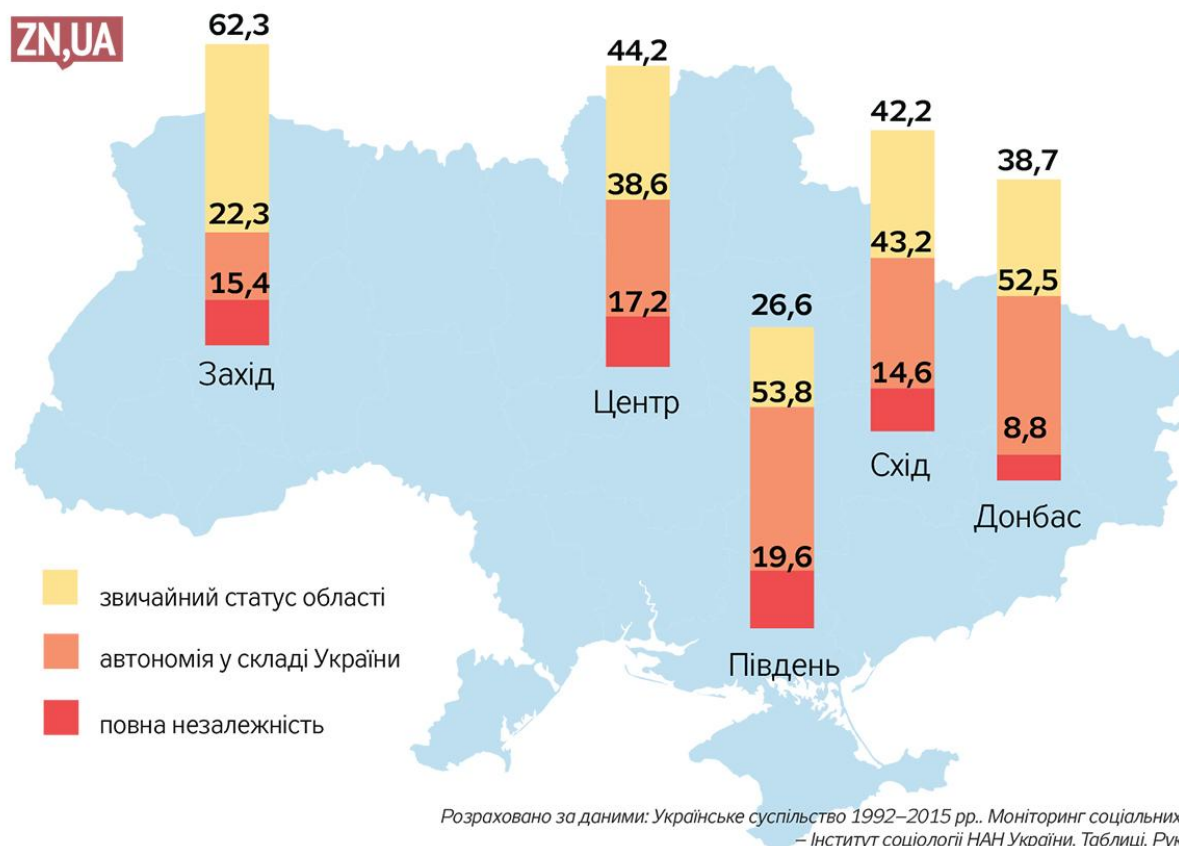 ZN,UA
62,3
22,3
15,4
Захід
44,2
38,6
17,2
Центр
26,6
53,8
19,6
Південь
42,2
43,2
14,6
Схід
38,7
52,5
8,8
Донбас
звичайний статус області
автономія у складі України
повна незалежність
Розраховано за даними: Українське суспільство 1992–2015 рр.. Моніторинг соціальних
– Інститут соціології НАН України. Таблиці. Рук